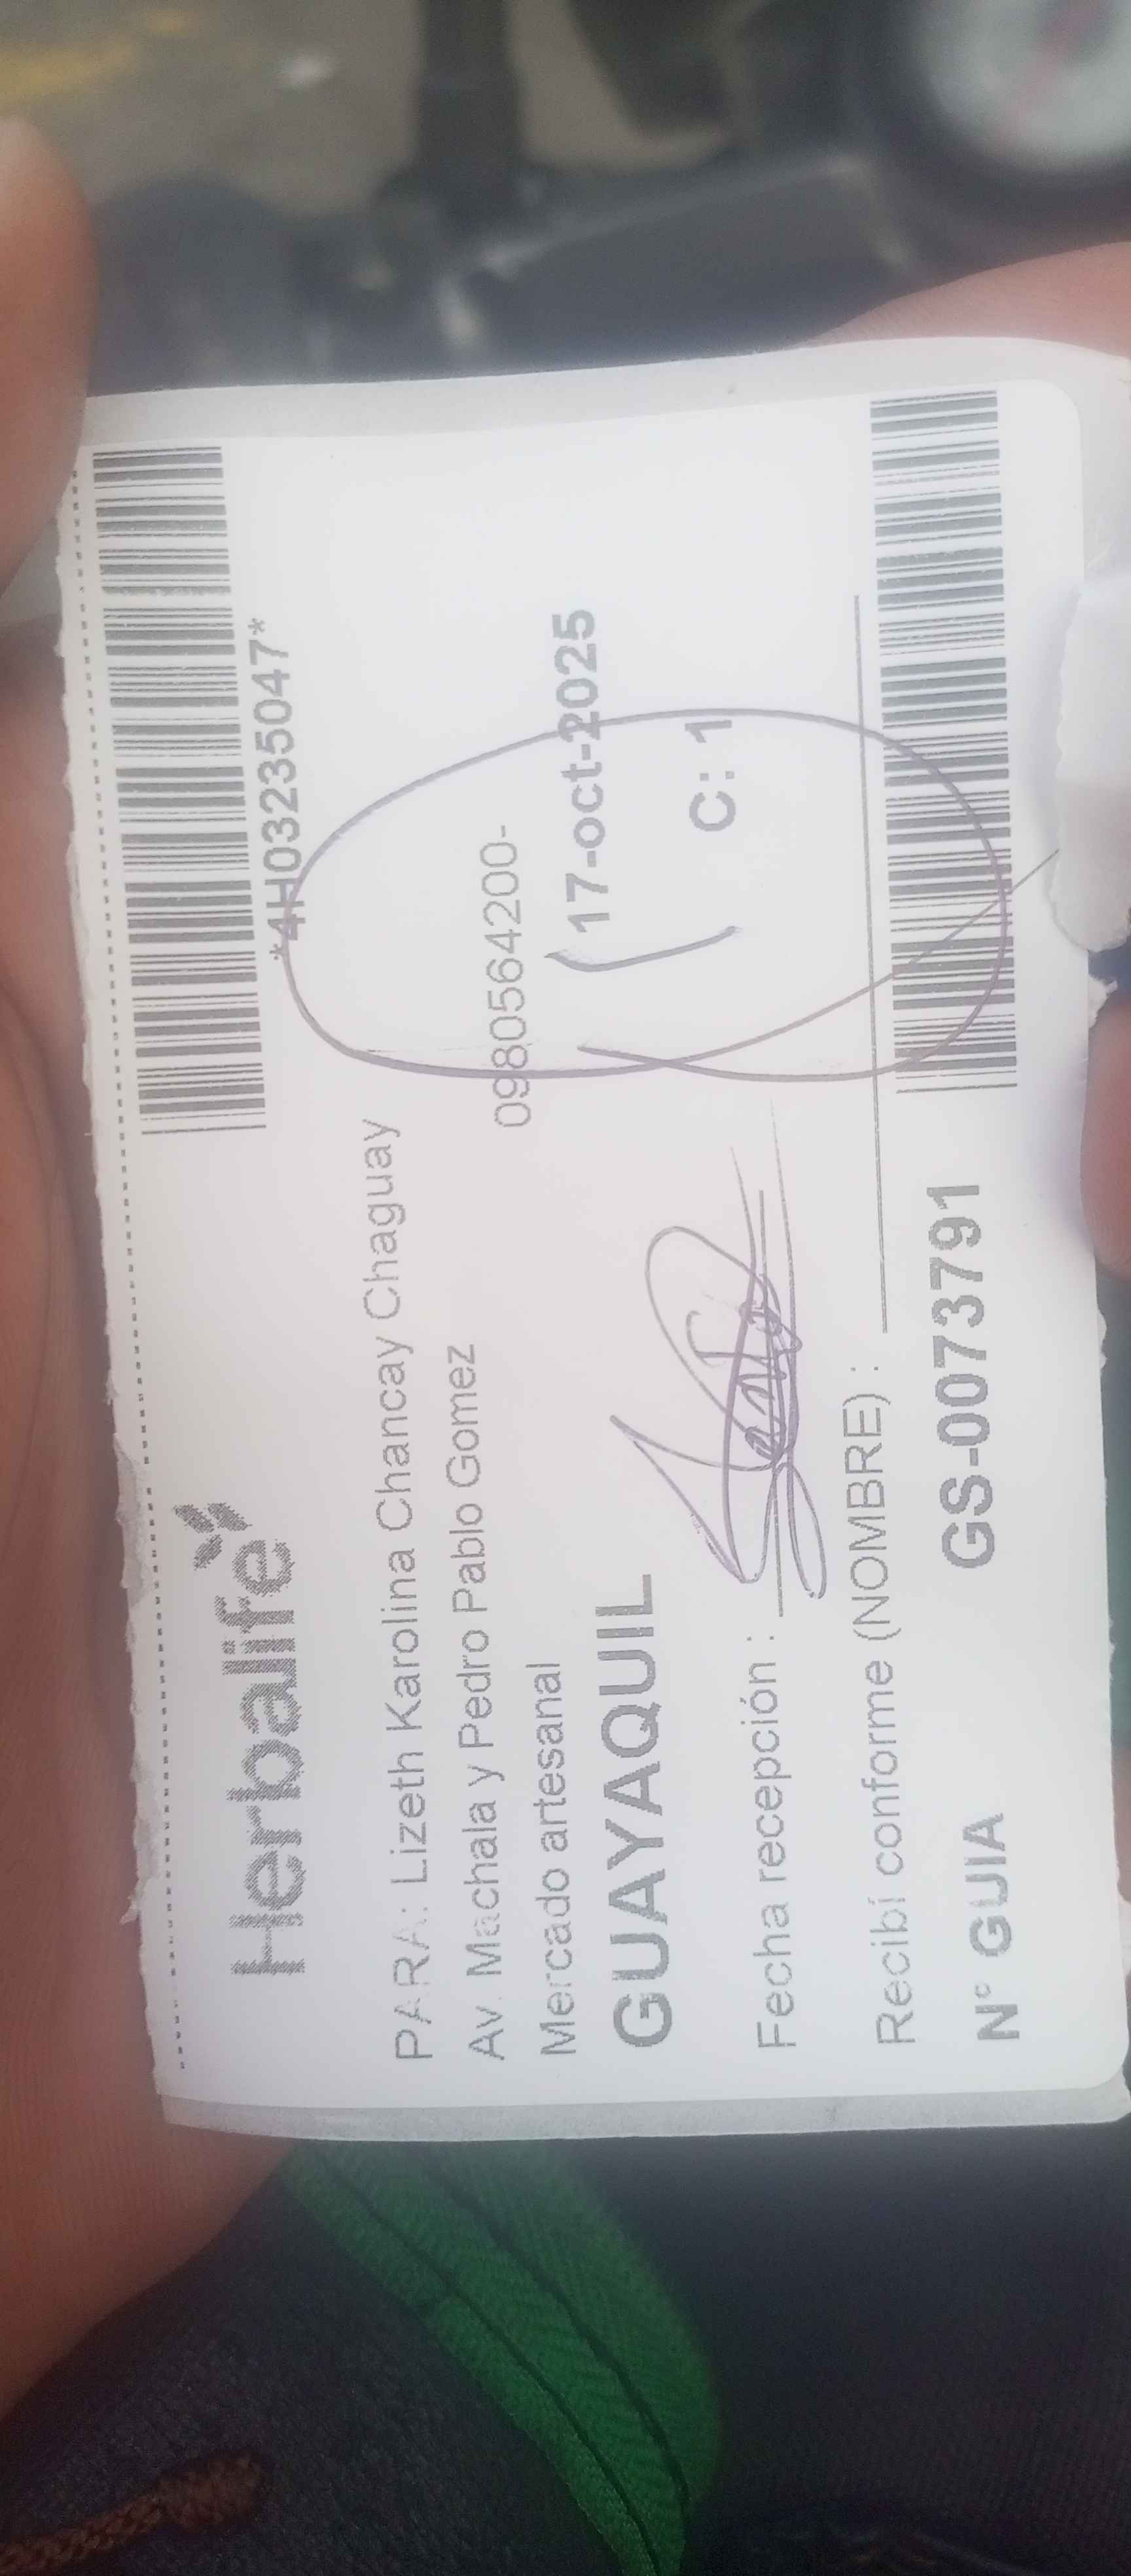 Herbalife
*4H03235047*
PARA: Lizeth Karolina Chancay Chaguay
Av. Machala y Pedro Pablo Gomez
0980564200-
Mercado artesanal
GUAYAQUIL
17-oct-2025
Fecha recepción :
C: 1
Recibí conforme (NOMBRE) :
N° GUIA GS-0073791